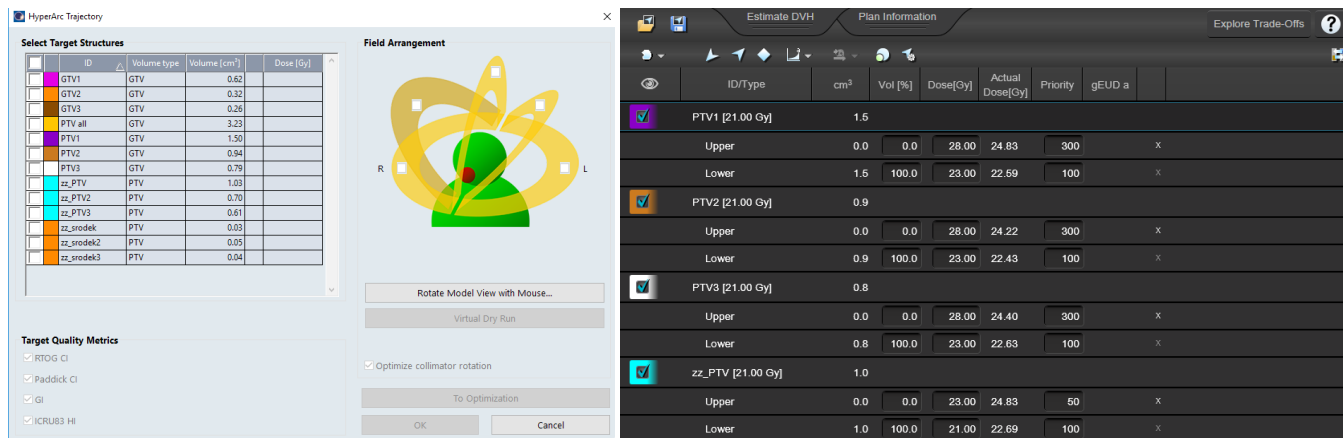 HyperArc Trajectory
Select Target Structures
ID Volume type Volume [cm³] Dose [Gy]
GTV1 GTV 0.62
GTV2 GTV 0.32
GTV3 GTV 0.26
PTV all GTV 3.23
PTV1 GTV 1.50
PTV2 GTV 0.94
PTV3 GTV 0.79
zz_PTV PTV 1.03
zz_PTV2 PTV 0.70
zz_PTV3 PTV 0.61
zz_srodek PTV 0.03
zz_srodek2 PTV 0.05
zz_srodek3 PTV 0.04
Target Quality Metrics
RTOG CI
Paddick CI
GI
ICRU83 HI
Field Arrangement
R L
Rotate Model View with Mouse...
Virtual Dry Run
Optimize collimator rotation
To Optimization
OK Cancel
Estimate DVH Plan Information Explore Trade-Offs ?
ID/Type cm³ Vol [%] Dose[Gy] Actual Dose[Gy] Priority gEUD a
PTV1 [21.00 Gy] 1.5
Upper 0.0 0.0 28.00 24.83 300 x
Lower 1.5 100.0 23.00 22.59 100 x
PTV2 [21.00 Gy] 0.9
Upper 0.0 0.0 28.00 24.22 300 x
Lower 0.9 100.0 23.00 22.43 100 x
PTV3 [21.00 Gy] 0.8
Upper 0.0 0.0 28.00 24.40 300 x
Lower 0.8 100.0 23.00 22.63 100 x
zz_PTV [21.00 Gy] 1.0
Upper 0.0 0.0 23.00 24.83 50 x
Lower 1.0 100.0 21.00 22.69 100 x